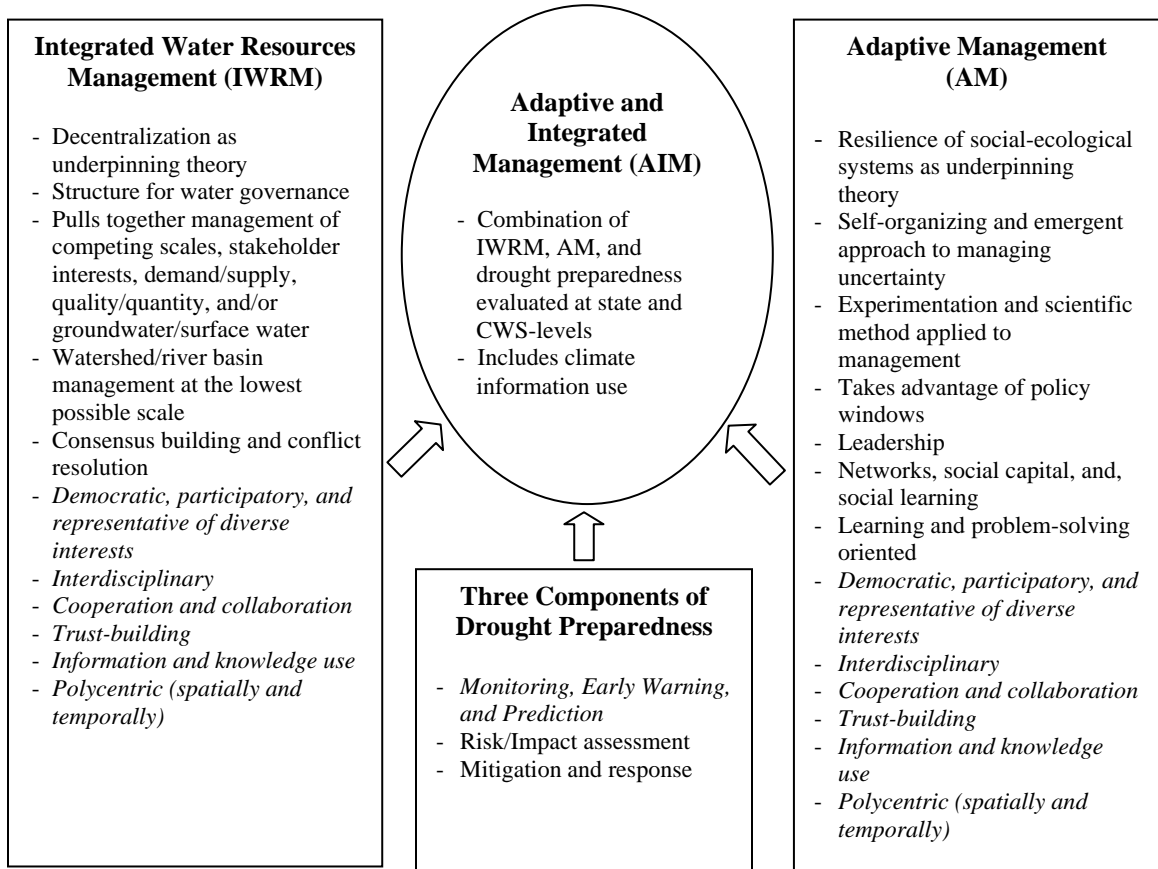 Integrated Water Resources
Management (IWRM)
- Decentralization as
underpinning theory
- Structure for water governance
- Pulls together management of
competing scales, stakeholder
interests, demand/supply,
quality/quantity, and/or
groundwater/surface water
- Watershed/river basin
management at the lowest
possible scale
- Consensus building and conflict
resolution
- Democratic, participatory, and
representative of diverse
interests
- Interdisciplinary
- Cooperation and collaboration
- Trust-building
- Information and knowledge use
- Polycentric (spatially and
temporally)
Adaptive and
Integrated
Management (AIM)
- Combination of
IWRM, AM, and
drought preparedness
evaluated at state and
CWS-levels
- Includes climate
information use
Three Components of
Drought Preparedness
- Monitoring, Early Warning,
and Prediction
- Risk/Impact assessment
- Mitigation and response
Adaptive Management
(AM)
- Resilience of social-ecological
systems as underpinning
theory
- Self-organizing and emergent
approach to managing
uncertainty
- Experimentation and scientific
method applied to
management
- Takes advantage of policy
windows
- Leadership
- Networks, social capital, and,
social learning
- Learning and problem-solving
oriented
- Democratic, participatory, and
representative of diverse
interests
- Interdisciplinary
- Cooperation and collaboration
- Trust-building
- Information and knowledge
use
- Polycentric (spatially and
temporally)